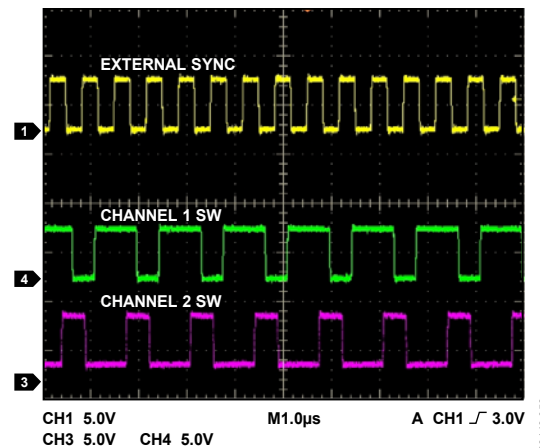 EXTERNAL SYNC
1
CHANNEL 1 SW
4
CHANNEL 2 SW
3
CH1 5.0V M1.0µs A CH1 3.0V
CH3 5.0V CH4 5.0V